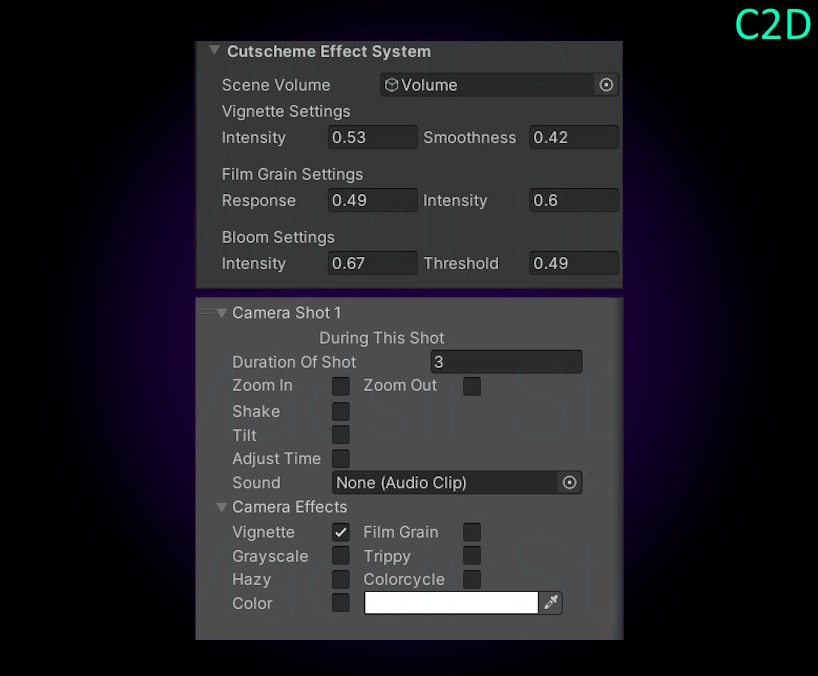 C2D
Cutscheme Effect System
Scene Volume Volume
Vignette Settings
Intensity 0.53 Smoothness 0.42
Film Grain Settings
Response 0.49 Intensity 0.6
Bloom Settings
Intensity 0.67 Threshold 0.49
Camera Shot 1
During This Shot
Duration Of Shot 3
Zoom In Zoom Out
Shake
Tilt
Adjust Time
Sound None (Audio Clip)
Camera Effects
Vignette Film Grain
Grayscale Trippy
Hazy Colorcycle
Color